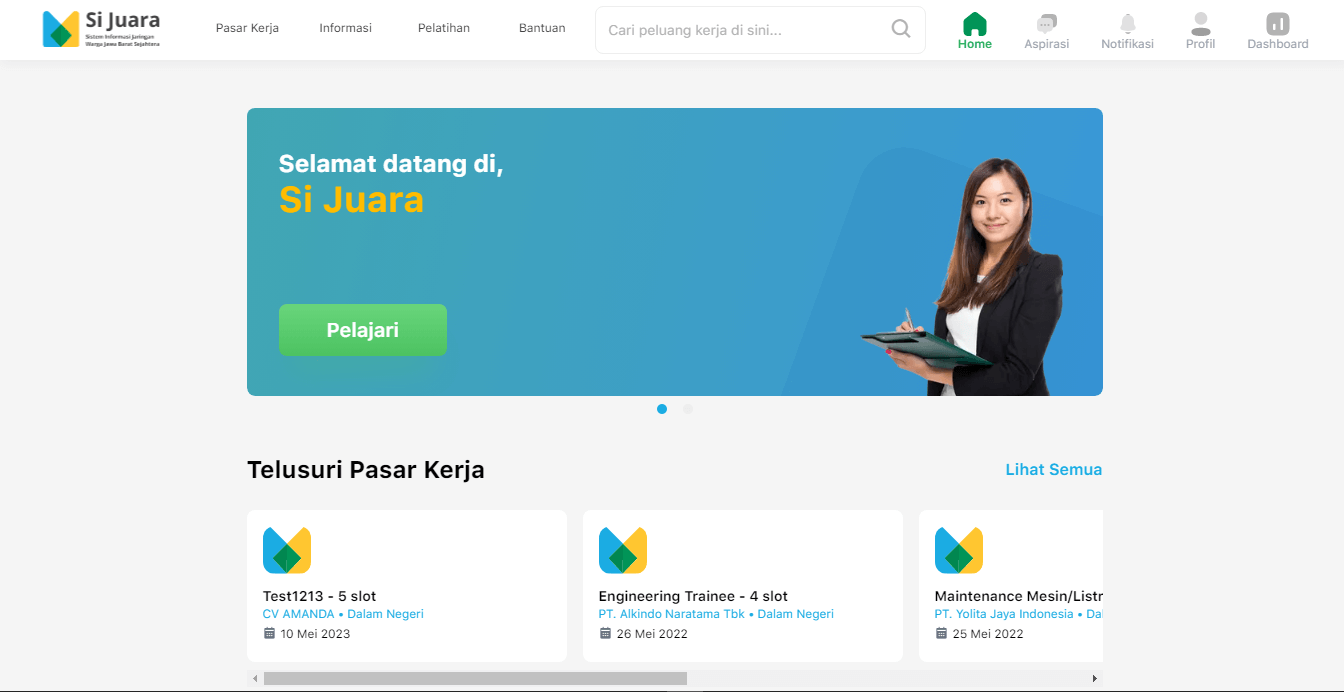 Si Juara
Sistem Informasi Jaringan
Warga Jawa Barat Sejahtera
Pasar Kerja
Informasi
Pelatihan
Bantuan
Cari peluang kerja di sini...
Home
Aspirasi
Notifikasi
Profil
Dashboard
Selamat datang di,
Si Juara
Pelajari
Telusuri Pasar Kerja
Lihat Semua
Test1213 - 5 slot
CV AMANDA • Dalam Negeri
10 Mei 2023
Engineering Trainee - 4 slot
PT. Alkindo Naratama Tbk • Dalam Negeri
26 Mei 2022
Maintenance Mesin/Listr
PT. Yolita Jaya Indonesia • Da
25 Mei 2022